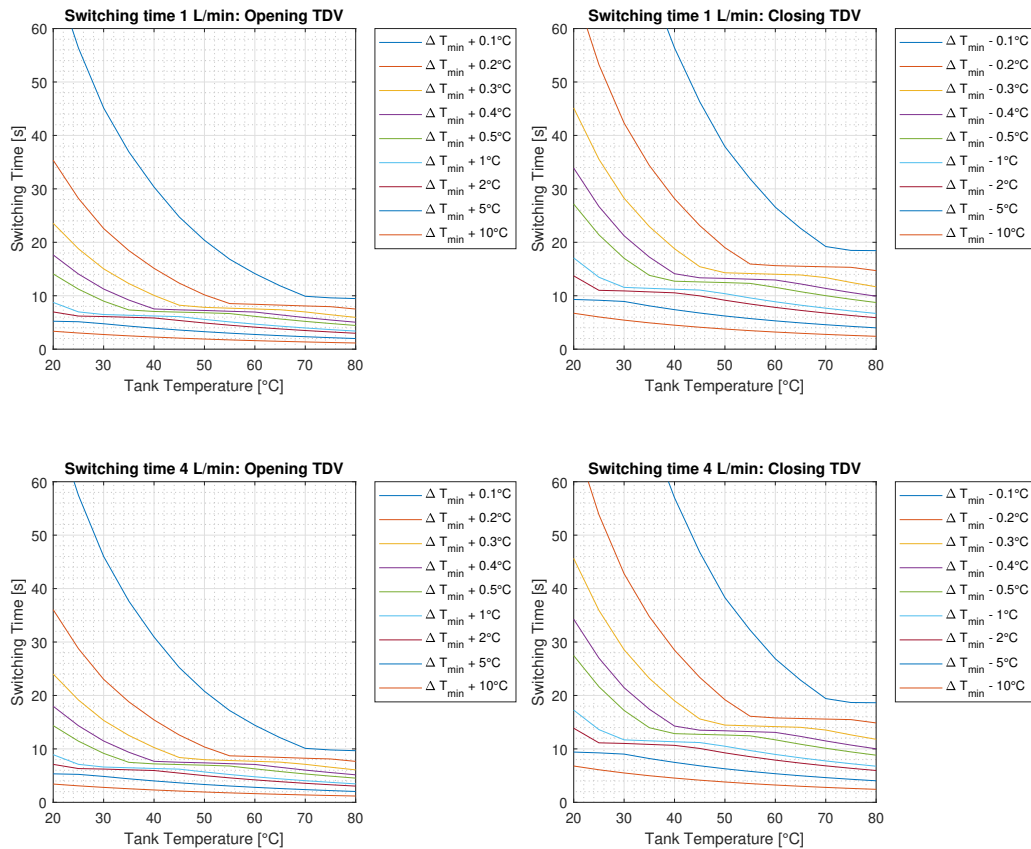 Switching time 1 L/min: Opening TDV
60
50
40
30
20
10
0
20 30 40 50 60 70 80
Switching Time [s]
Tank Temperature [°C]
Δ T_min + 0.1°C
Δ T_min + 0.2°C
Δ T_min + 0.3°C
Δ T_min + 0.4°C
Δ T_min + 0.5°C
Δ T_min + 1°C
Δ T_min + 2°C
Δ T_min + 5°C
Δ T_min + 10°C
Switching time 1 L/min: Closing TDV
60
50
40
30
20
10
0
20 30 40 50 60 70 80
Switching Time [s]
Tank Temperature [°C]
Δ T_min - 0.1°C
Δ T_min - 0.2°C
Δ T_min - 0.3°C
Δ T_min - 0.4°C
Δ T_min - 0.5°C
Δ T_min - 1°C
Δ T_min - 2°C
Δ T_min - 5°C
Δ T_min - 10°C
Switching time 4 L/min: Opening TDV
60
50
40
30
20
10
0
20 30 40 50 60 70 80
Switching Time [s]
Tank Temperature [°C]
Δ T_min + 0.1°C
Δ T_min + 0.2°C
Δ T_min + 0.3°C
Δ T_min + 0.4°C
Δ T_min + 0.5°C
Δ T_min + 1°C
Δ T_min + 2°C
Δ T_min + 5°C
Δ T_min + 10°C
Switching time 4 L/min: Closing TDV
60
50
40
30
20
10
0
20 30 40 50 60 70 80
Switching Time [s]
Tank Temperature [°C]
Δ T_min - 0.1°C
Δ T_min - 0.2°C
Δ T_min - 0.3°C
Δ T_min - 0.4°C
Δ T_min - 0.5°C
Δ T_min - 1°C
Δ T_min - 2°C
Δ T_min - 5°C
Δ T_min - 10°C